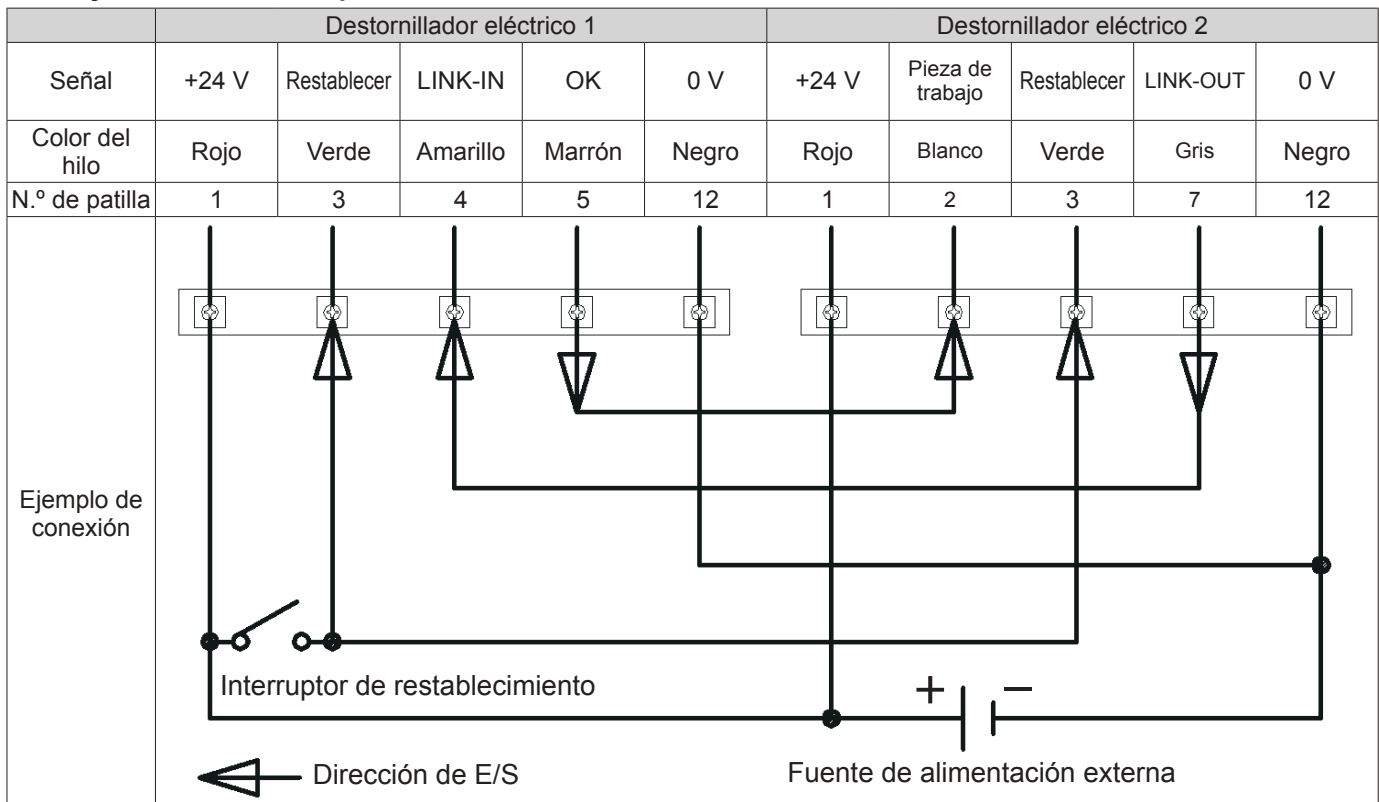 Destornillador eléctrico 1 Destornillador eléctrico 2
Señal +24 V Restablecer LINK-IN OK 0 V +24 V Pieza de trabajo Restablecer LINK-OUT 0 V
Color del hilo Rojo Verde Amarillo Marrón Negro Rojo Blanco Verde Gris Negro
N.º de patilla 1 3 4 5 12 1 2 3 7 12
Ejemplo de conexión
Interruptor de restablecimiento
+ −
Dirección de E/S
Fuente de alimentación externa